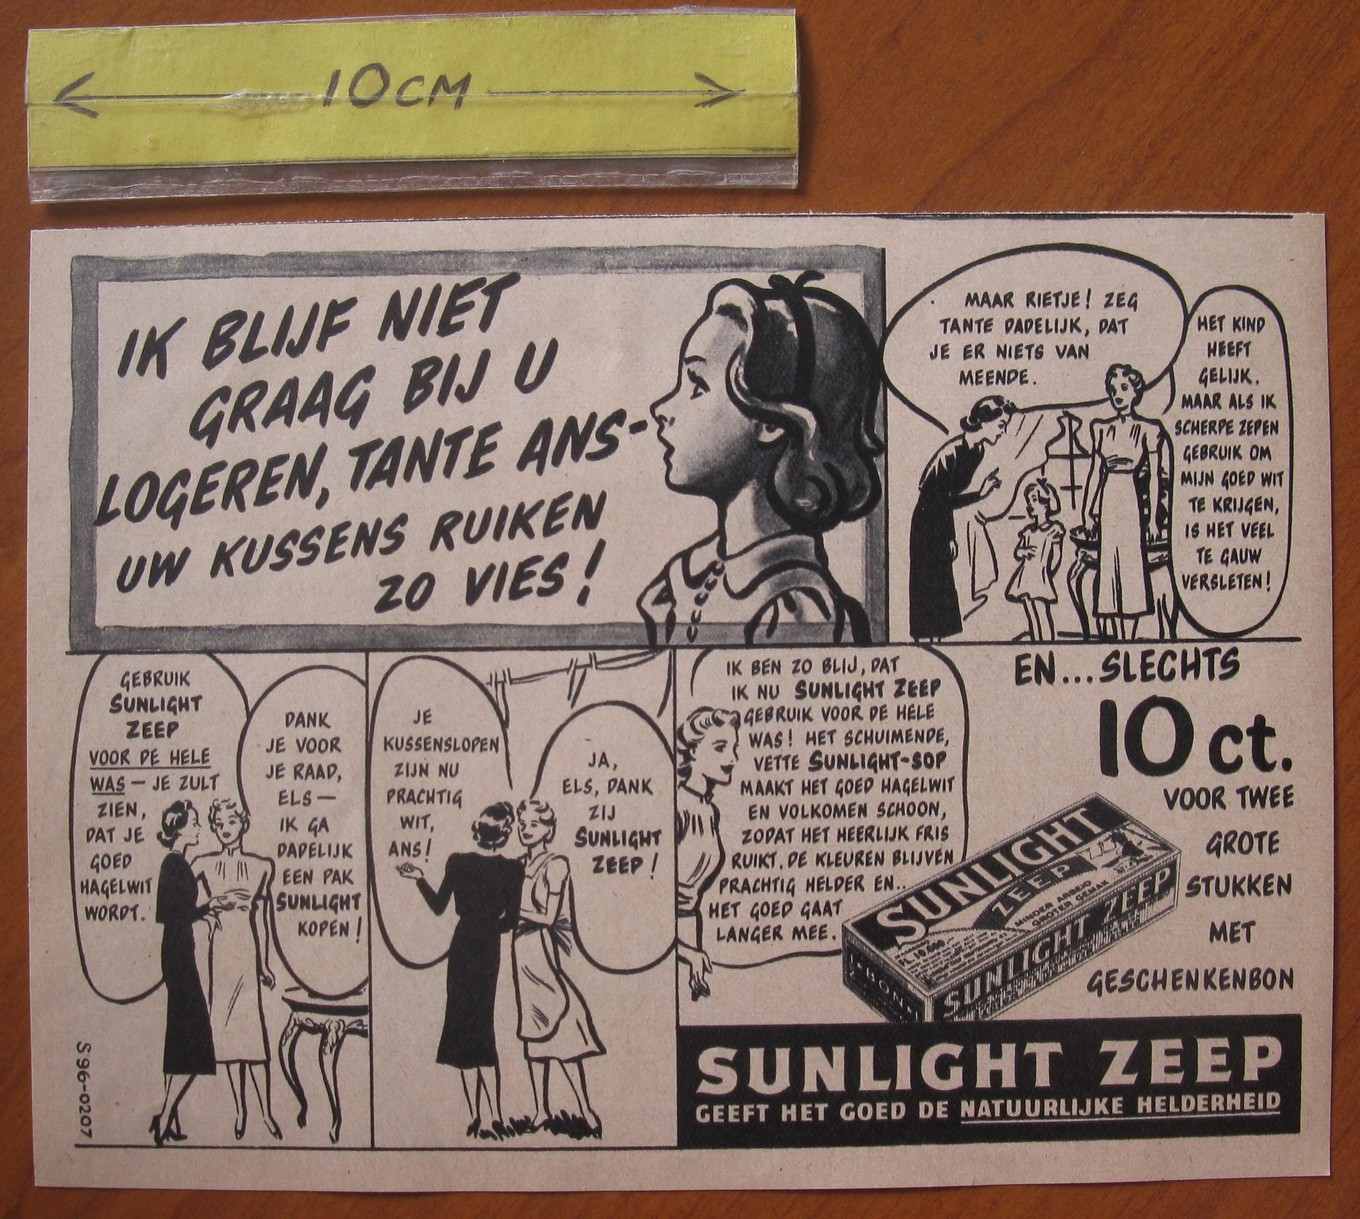 10CM
IK BLIJF NIET
GRAAG BIJ U
LOGEREN, TANTE ANS-
UW KUSSENS RUIKEN
ZO VIES!
MAAR RIETJE! ZEG
TANTE DADELIJK, DAT
JE ER NIETS VAN
MEENDE.
HET KIND
HEEFT
GELIJK.
MAAR ALS IK
SCHERPE ZEPEN
GEBRUIK OM
MIJN GOED WIT
TE KRIJGEN,
IS HET VEEL
TE GAUW
VERSLETEN!
GEBRUIK
SUNLIGHT
ZEEP
VOOR DE HELE
WAS — JE ZULT
ZIEN,
DAT JE
GOED
HAGELWIT
WORDT.
DANK
JE VOOR
JE RAAD,
ELS —
IK GA
DADELIJK
EEN PAK
SUNLIGHT
KOPEN!
JE
KUSSENSLOPEN
ZIJN NU
PRACHTIG
WIT,
ANS!
JA,
ELS, DANK
ZIJ
SUNLIGHT
ZEEP!
IK BEN ZO BLIJ, DAT
IK NU SUNLIGHT ZEEP
GEBRUIK VOOR DE HELE
WAS! HET SCHUIMENDE,
VETTE SUNLIGHT-SOP
MAAKT HET GOED HAGELWIT
EN VOLKOMEN SCHOON,
ZODAT HET HEERLIJK FRIS
RUIKT. DE KLEUREN BLIJVEN
PRACHTIG HELDER EN..
HET GOED GAAT
LANGER MEE.
EN...SLECHTS
10 ct.
VOOR TWEE
GROTE
STUKKEN
MET
GESCHENKENBON
SUNLIGHT
ZEEP
MINDER ARBEID
GROTER GEMAK
SUNLIGHT ZEEP
SUNLIGHT ZEEP
GEEFT HET GOED DE NATUURLIJKE HELDERHEID
S 96-0207